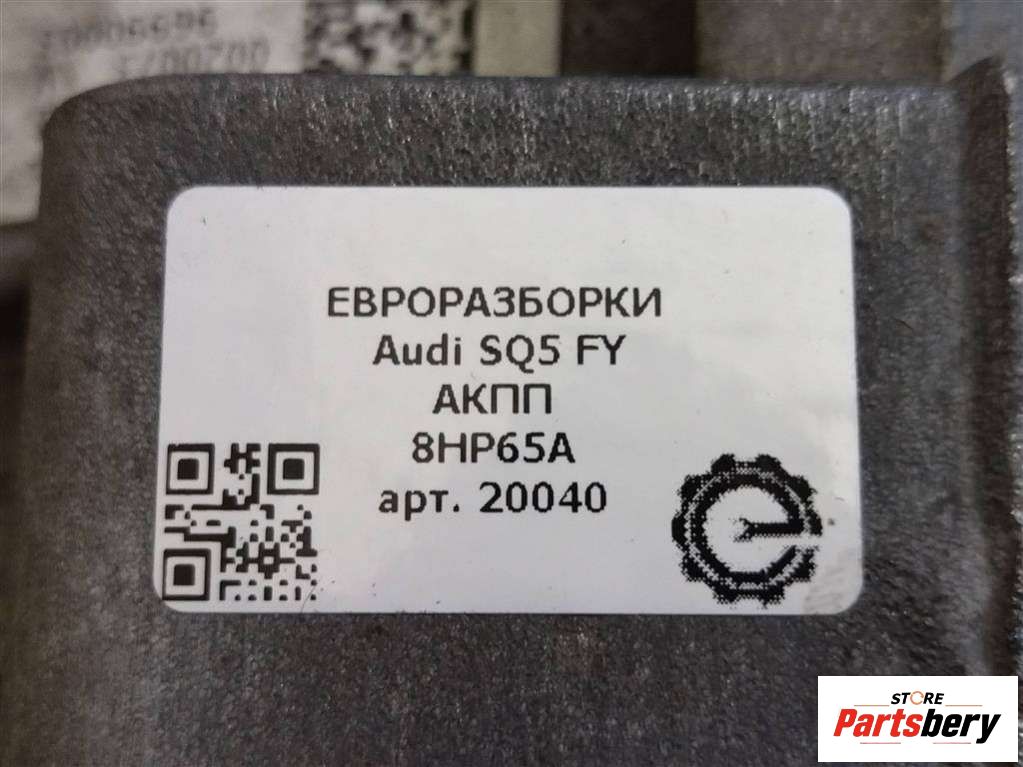 ЕВРОРАЗБОРКИ
Audi SQ5 FY
АКПП
8HP65A
арт. 20040
STORE
Partsbery